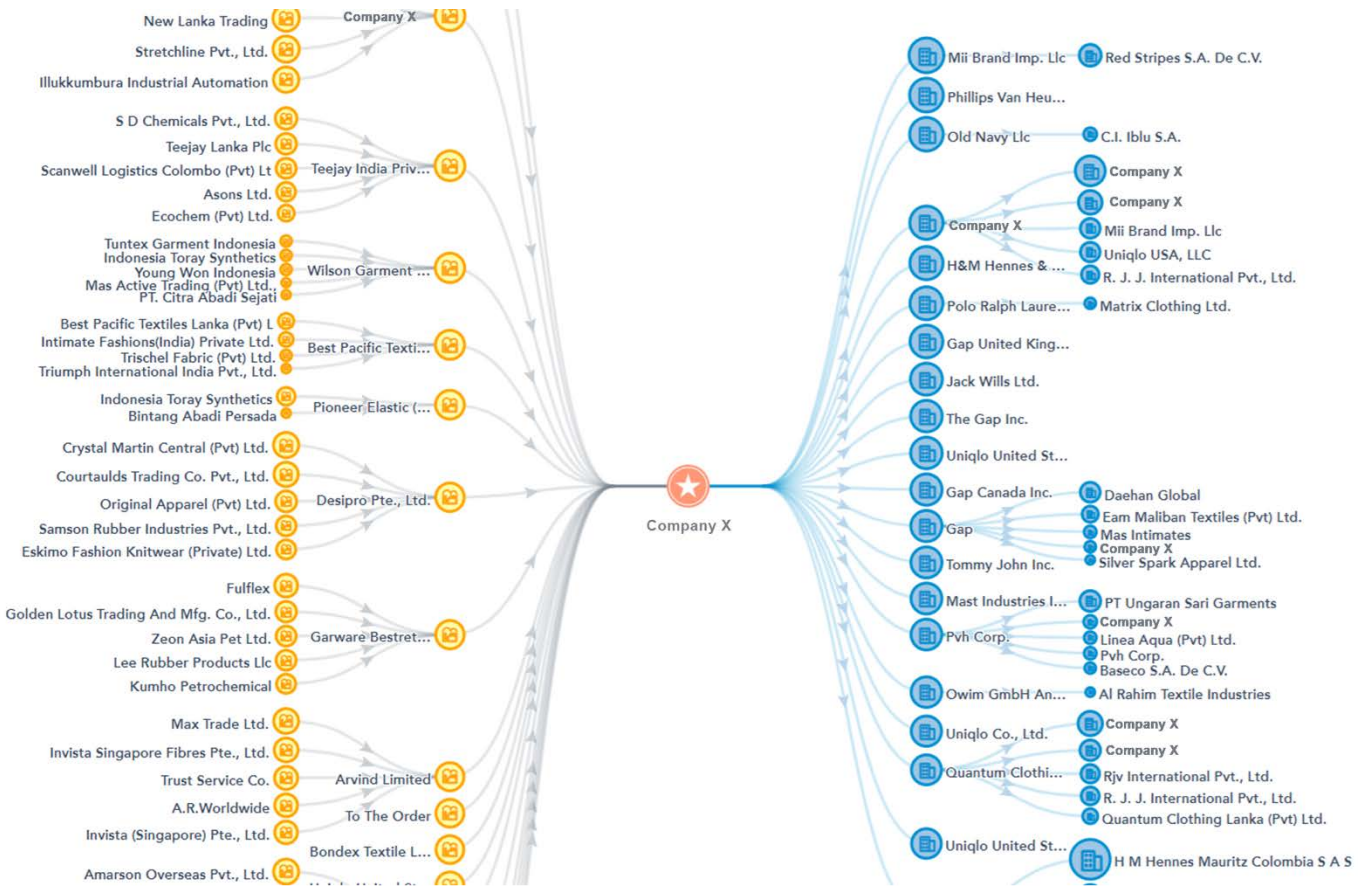 New Lanka Trading
Stretchline Pvt., Ltd.
Illukkumbura Industrial Automation
Company X
S D Chemicals Pvt., Ltd.
Teejay Lanka Plc
Scanwell Logistics Colombo (Pvt) Lt
Asons Ltd.
Ecochem (Pvt) Ltd.
Teejay India Priv...
Tuntex Garment Indonesia
Indonesia Toray Synthetics
Young Won Indonesia
Mas Active Trading (Pvt) Ltd.,
PT. Citra Abadi Sejati
Wilson Garment ...
Best Pacific Textiles Lanka (Pvt) L
Intimate Fashions(India) Private Ltd.
Trischel Fabric (Pvt) Ltd.
Triumph International India Pvt., Ltd.
Best Pacific Texti...
Indonesia Toray Synthetics
Bintang Abadi Persada
Pioneer Elastic (...
Crystal Martin Central (Pvt) Ltd.
Courtaulds Trading Co. Pvt., Ltd.
Original Apparel (Pvt) Ltd.
Samson Rubber Industries Pvt., Ltd.
Eskimo Fashion Knitwear (Private) Ltd.
Desipro Pte., Ltd.
Fulflex
Golden Lotus Trading And Mfg. Co., Ltd.
Zeon Asia Pet Ltd.
Lee Rubber Products Llc
Kumho Petrochemical
Garware Bestret...
Max Trade Ltd.
Invista Singapore Fibres Pte., Ltd.
Trust Service Co.
A.R.Worldwide
Invista (Singapore) Pte., Ltd.
Arvind Limited
To The Order
Bondex Textile L...
Amarson Overseas Pvt., Ltd.
Company X
Mii Brand Imp. Llc
Red Stripes S.A. De C.V.
Phillips Van Heu...
Old Navy Llc
C.I. Iblu S.A.
Company X
Company X
Company X
Mii Brand Imp. Llc
Uniqlo USA, LLC
R. J. J. International Pvt., Ltd.
H&M Hennes & ...
Polo Ralph Laure...
Matrix Clothing Ltd.
Gap United King...
Jack Wills Ltd.
The Gap Inc.
Uniqlo United St...
Gap Canada Inc.
Gap
Daehan Global
Eam Maliban Textiles (Pvt) Ltd.
Mas Intimates
Company X
Silver Spark Apparel Ltd.
Tommy John Inc.
Mast Industries I...
Pvh Corp.
PT Ungaran Sari Garments
Company X
Linea Aqua (Pvt) Ltd.
Pvh Corp.
Baseco S.A. De C.V.
Owim GmbH An...
Al Rahim Textile Industries
Uniqlo Co., Ltd.
Quantum Clothi...
Company X
Company X
Rjv International Pvt., Ltd.
R. J. J. International Pvt., Ltd.
Quantum Clothing Lanka (Pvt) Ltd.
Uniqlo United St...
H M Hennes Mauritz Colombia S A S